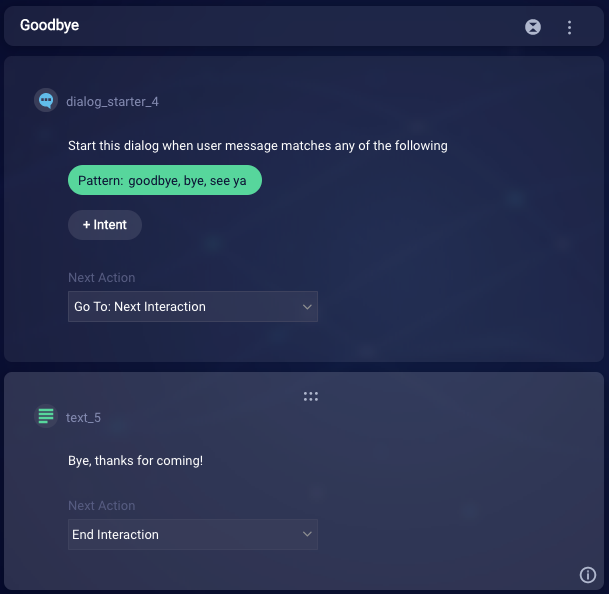 Goodbye
dialog_starter_4
Start this dialog when user message matches any of the following
Pattern: goodbye, bye, see ya
+ Intent
Next Action
Go To: Next Interaction
text_5
Bye, thanks for coming!
Next Action
End Interaction